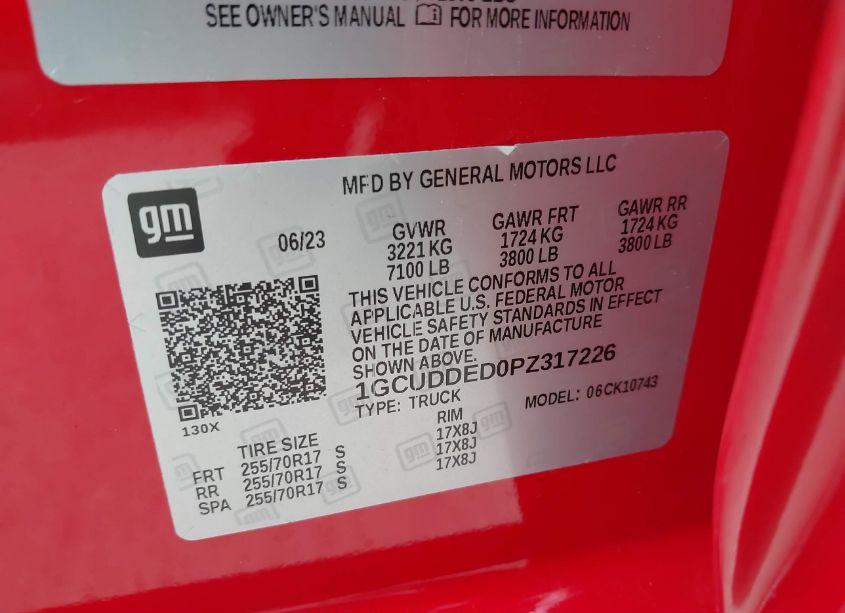 SEE OWNER'S MANUAL FOR MORE INFORMATION
MFD BY GENERAL MOTORS LLC
gm
06/23
GVWR
3221 KG
7100 LB
GAWR FRT
1724 KG
3800 LB
GAWR RR
1724 KG
3800 LB
THIS VEHICLE CONFORMS TO ALL
APPLICABLE U.S. FEDERAL MOTOR
VEHICLE SAFETY STANDARDS IN EFFECT
ON THE DATE OF MANUFACTURE
SHOWN ABOVE.
1GCUDDED0PZ317226
TYPE: TRUCK MODEL: 06CK10743
130X
TIRE SIZE RIM
FRT 255/70R17 S 17X8J
RR 255/70R17 S 17X8J
SPA 255/70R17 S 17X8J